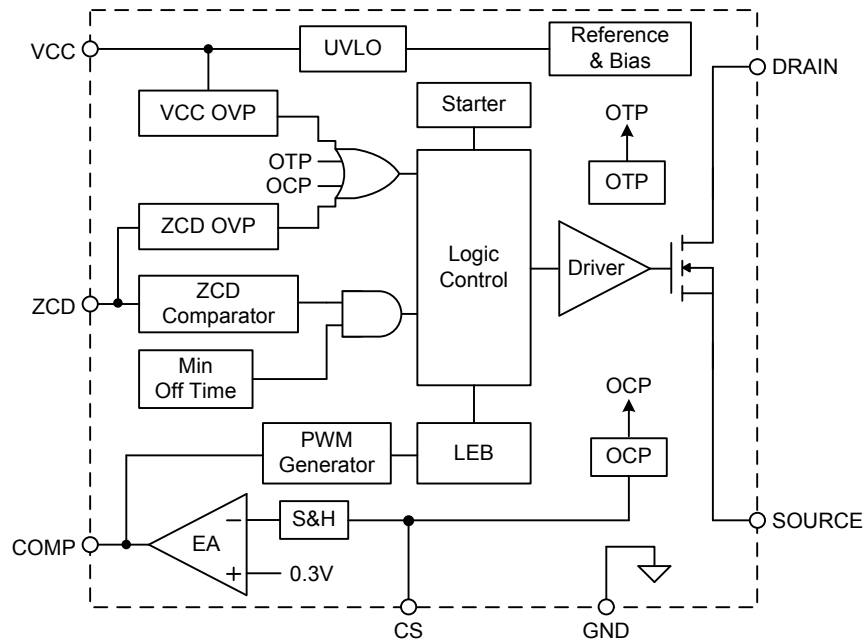 VCC
UVLO
Reference
& Bias
DRAIN
VCC OVP
Starter
OTP
OTP
OTP
OCP
ZCD OVP
Logic
Control
Driver
ZCD
ZCD
Comparator
Min
Off Time
OCP
PWM
Generator
LEB
OCP
S&H
COMP
EA
−
+
0.3V
SOURCE
CS
GND